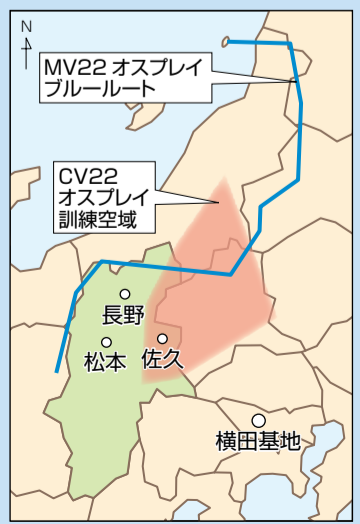 N
MV22 オスプレイ
ブルールート
CV22
オスプレイ
訓練空域
長野
松本
佐久
横田基地